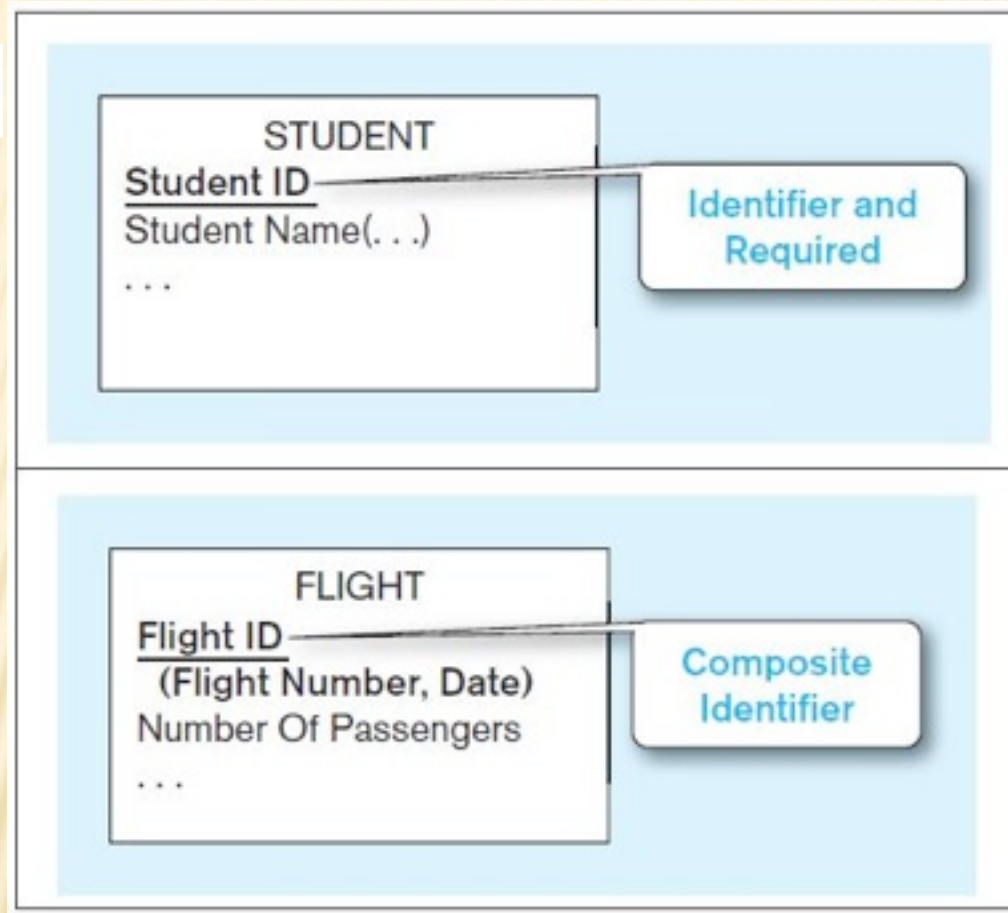 STUDENT
Student ID
Student Name(. . .)
. . .
Identifier and
Required
FLIGHT
Flight ID
(Flight Number, Date)
Number Of Passengers
. . .
Composite
Identifier